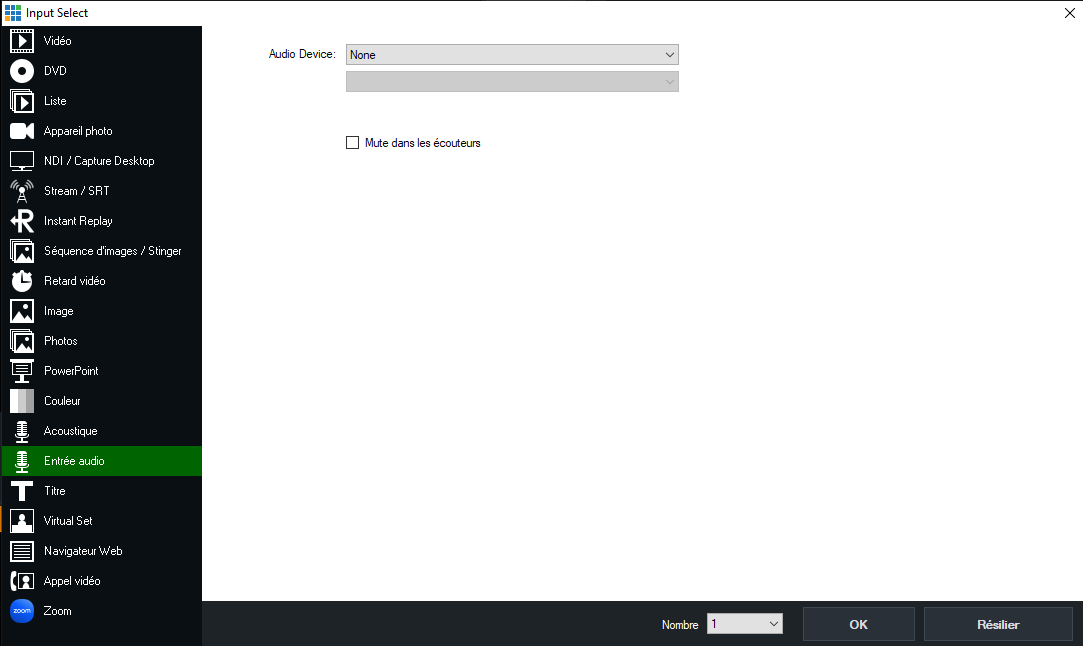 Input Select
Vidéo
DVD
Liste
Appareil photo
NDI / Capture Desktop
Stream / SRT
Instant Replay
Séquence d'images / Stinger
Retard vidéo
Image
Photos
PowerPoint
Couleur
Acoustique
Entrée audio
Titre
Virtual Set
Navigateur Web
Appel vidéo
zoom Zoom
Audio Device: None
Mute dans les écouteurs
Nombre 1 OK Résilier